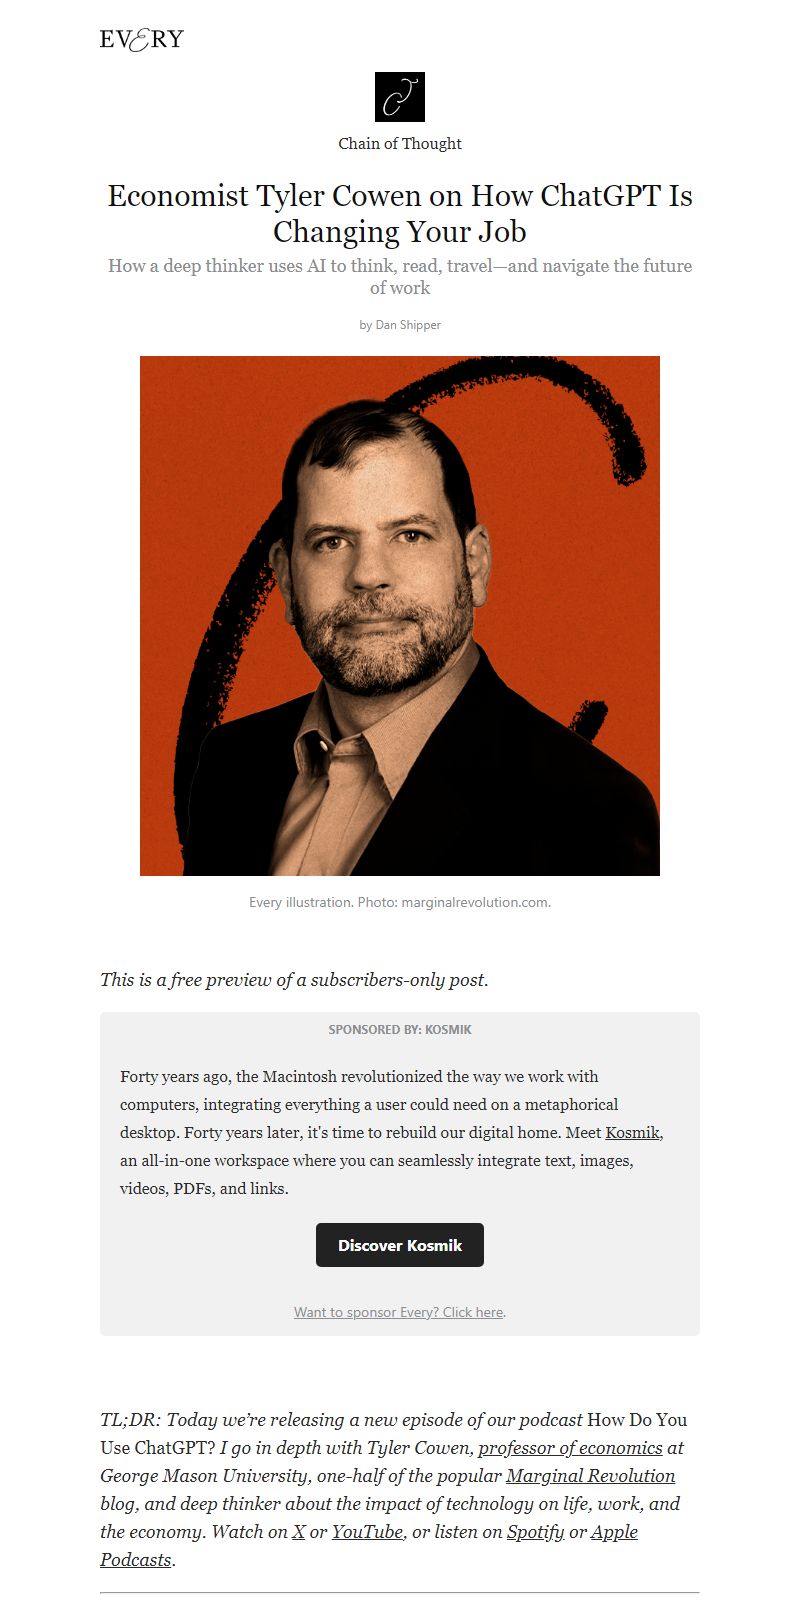 EVERY
Chain of Thought
Economist Tyler Cowen on How ChatGPT Is
Changing Your Job
How a deep thinker uses AI to think, read, travel—and navigate the future
of work
by Dan Shipper
Every illustration. Photo: marginalrevolution.com.
This is a free preview of a subscribers-only post.
SPONSORED BY: KOSMIK
Forty years ago, the Macintosh revolutionized the way we work with
computers, integrating everything a user could need on a metaphorical
desktop. Forty years later, it's time to rebuild our digital home. Meet Kosmik,
an all-in-one workspace where you can seamlessly integrate text, images,
videos, PDFs, and links.
Discover Kosmik
Want to sponsor Every? Click here.
TL;DR: Today we’re releasing a new episode of our podcast How Do You
Use ChatGPT? I go in depth with Tyler Cowen, professor of economics at
George Mason University, one-half of the popular Marginal Revolution
blog, and deep thinker about the impact of technology on life, work, and
the economy. Watch on X or YouTube, or listen on Spotify or Apple
Podcasts.